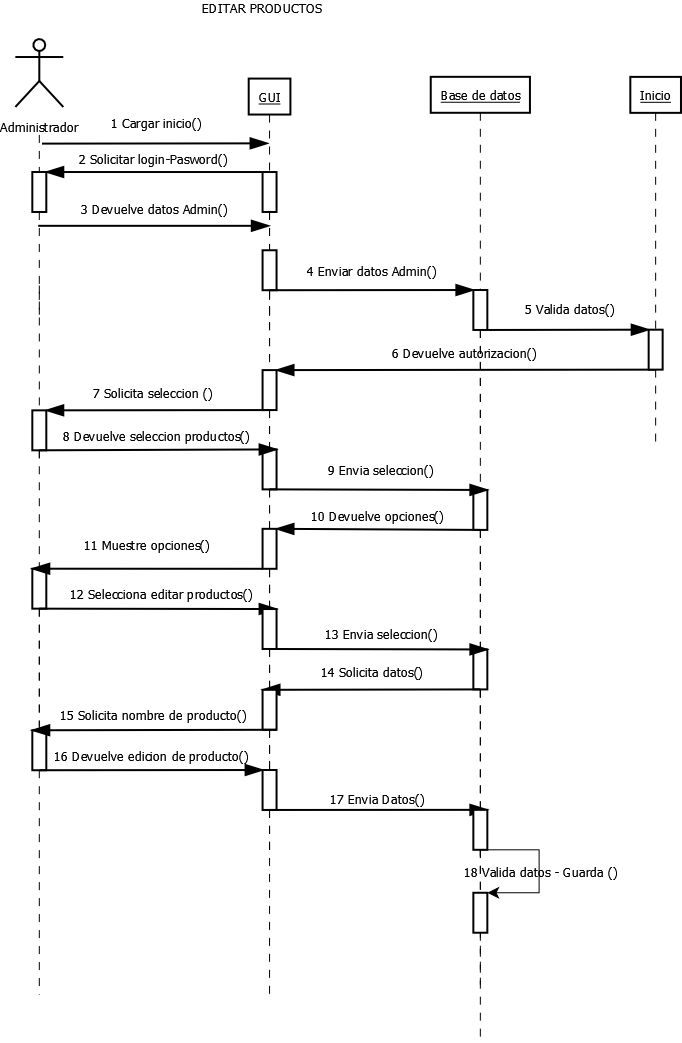 EDITAR PRODUCTOS
Administrador
GUI
Base de datos
Inicio
1 Cargar inicio()
2 Solicitar login-Pasword()
3 Devuelve datos Admin()
4 Enviar datos Admin()
5 Valida datos()
6 Devuelve autorizacion()
7 Solicita seleccion ()
8 Devuelve seleccion productos()
9 Envia seleccion()
10 Devuelve opciones()
11 Muestre opciones()
12 Selecciona editar productos()
13 Envia seleccion()
14 Solicita datos()
15 Solicita nombre de producto()
16 Devuelve edicion de producto()
17 Envia Datos()
18 Valida datos - Guarda ()